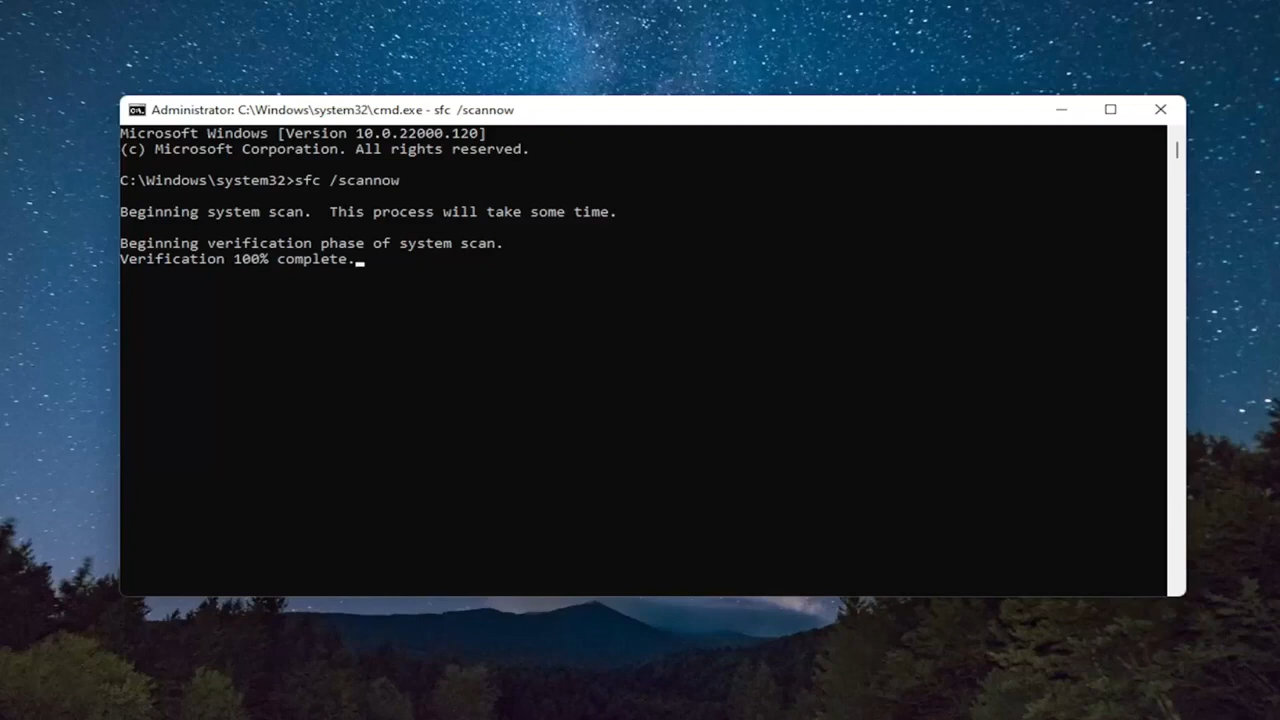 Administrator: C:\Windows\system32\cmd.exe - sfc  /scannow
Microsoft Windows [Version 10.0.22000.120]
(c) Microsoft Corporation. All rights reserved.
C:\Windows\system32>sfc /scannow
Beginning system scan.  This process will take some time.
Beginning verification phase of system scan.
Verification 100% complete.